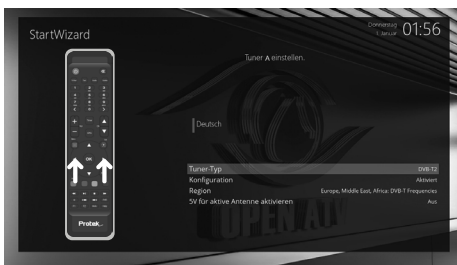 StartWizard
Donnerstag
1. Januar
01:56
Tuner A einstellen.
Deutsch
Tuner-Typ DVB-T2
Konfiguration Aktiviert
Region Europe, Middle East, Africa: DVB-T Frequencies
5V für aktive Antenne aktivieren Aus
OK
Protek
OPEN ATV